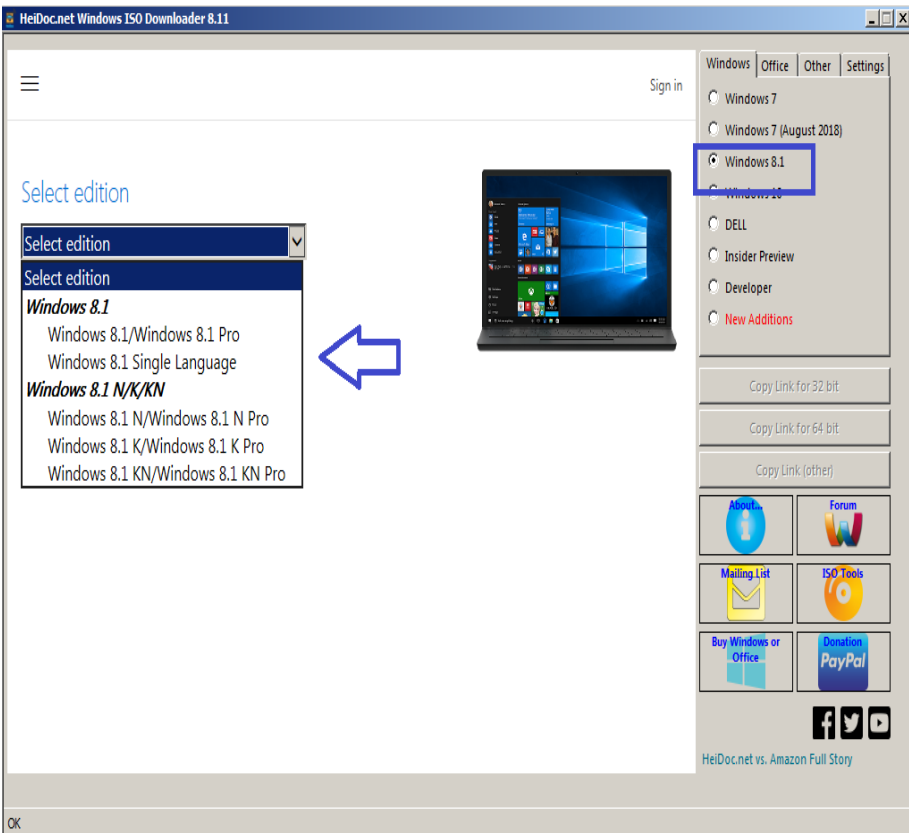 HeiDoc.net Windows ISO Downloader 8.11
Sign in
Select edition
Select edition
Select edition
Windows 8.1
Windows 8.1/Windows 8.1 Pro
Windows 8.1 Single Language
Windows 8.1 N/K/KN
Windows 8.1 N/Windows 8.1 N Pro
Windows 8.1 K/Windows 8.1 K Pro
Windows 8.1 KN/Windows 8.1 KN Pro
Windows Office Other Settings
Windows 7
Windows 7 (August 2018)
Windows 8.1
Windows 10
DELL
Insider Preview
Developer
New Additions
Copy Link for 32 bit
Copy Link for 64 bit
Copy Link (other)
About... Forum
Mailing List ISO Tools
Buy Windows or
Office
Donation
PayPal
HeiDoc.net vs. Amazon Full Story
OK